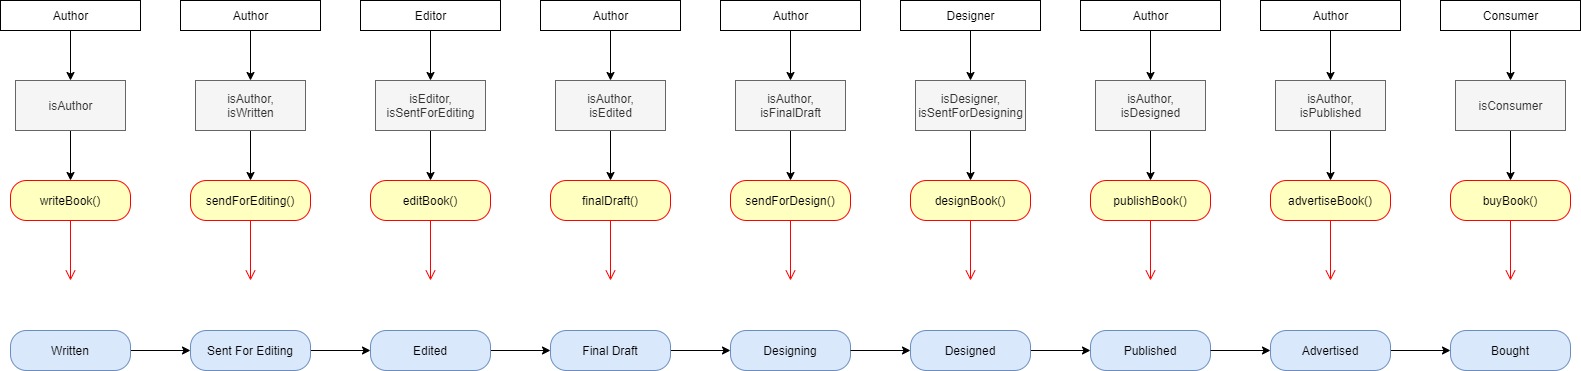 Author
Author
Editor
Author
Author
Designer
Author
Author
Consumer
isAuthor
isAuthor,
isWritten
isEditor,
isSentForEditing
isAuthor,
isEdited
isAuthor,
isFinalDraft
isDesigner,
isSentForDesigning
isAuthor,
isDesigned
isAuthor,
isPublished
isConsumer
writeBook()
sendForEditing()
editBook()
finalDraft()
sendForDesign()
designBook()
publishBook()
advertiseBook()
buyBook()
Written
Sent For Editing
Edited
Final Draft
Designing
Designed
Published
Advertised
Bought